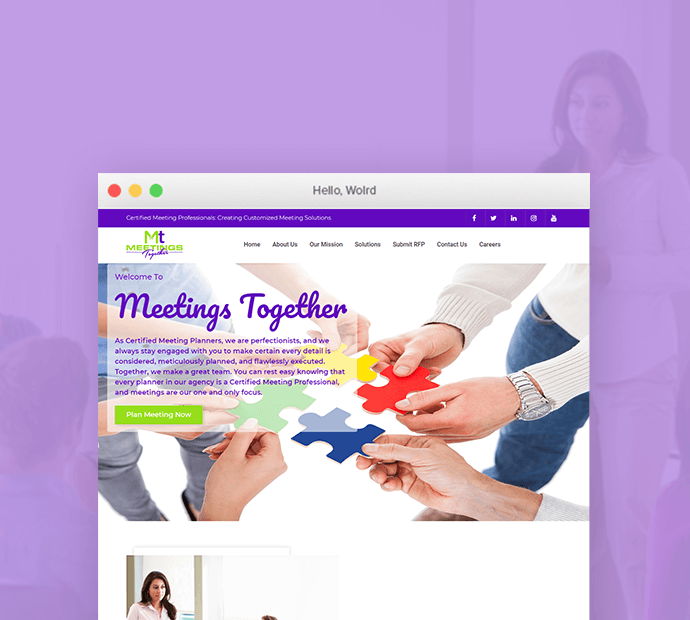 Hello, Wolrd
Certified Meeting Professionals: Creating Customized Meeting Solutions.
Mt
MEETINGS
Together
Home About Us Our Mission Solutions Submit RFP Contact Us Careers
Welcome To
Meetings Together
As Certified Meeting Planners, we are perfectionists, and we
always stay engaged with you to make certain every detail is
considered, meticulously planned, and flawlessly executed.
Together, we make a great team. You can rest easy knowing that
every planner in our agency is a Certified Meeting Professional,
and meetings are our one and only focus.
Plan Meeting Now